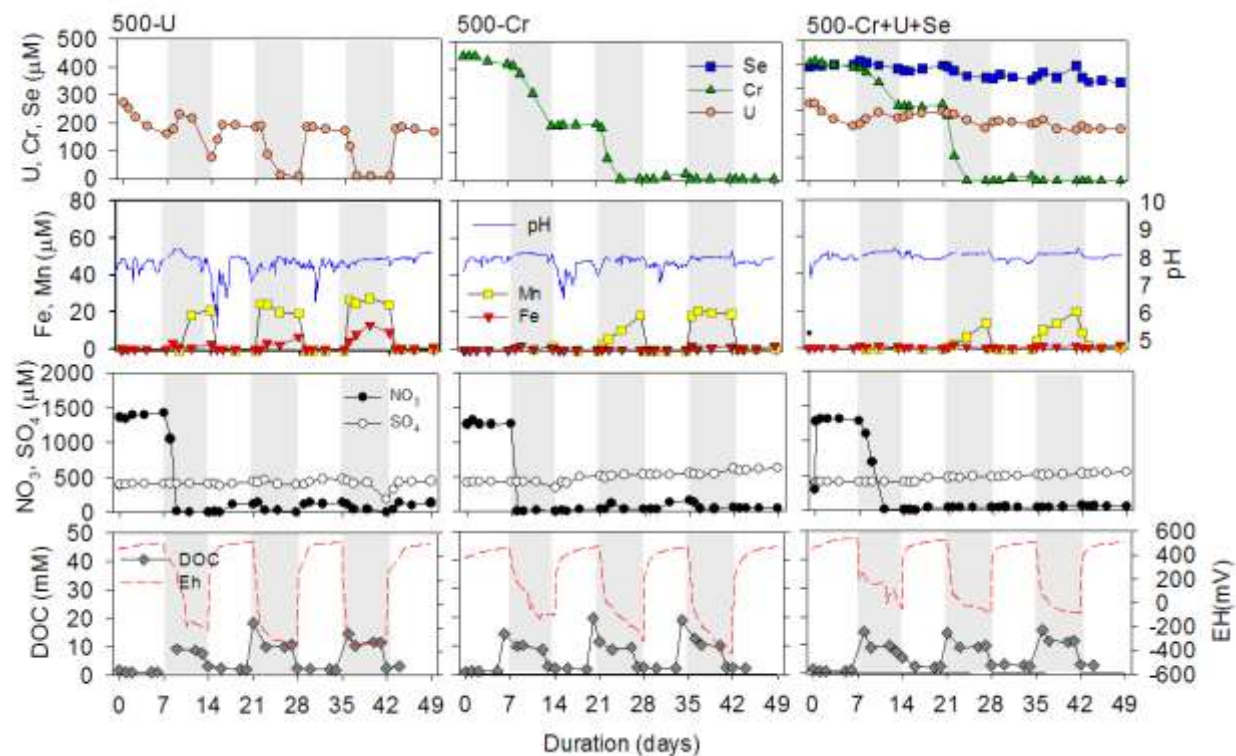 500-U 500-Cr 500-Cr+U+Se
U, Cr, Se (µM)
500
400
300
200
100
0
Se
Cr
U
Fe, Mn (µM)
80
60
40
20
0
pH
Mn
Fe
10
9
8
7
6
5
pH
NO3, SO4 (µM)
2000
1500
1000
500
0
NO3
SO4
DOC (mM)
50
40
30
20
10
0
DOC
Eh
600
400
200
0
-200
-400
-600
EH(mV)
0 7 14 21 28 35 42 49 0 7 14 21 28 35 42 49 0 7 14 21 28 35 42 49
Duration (days)